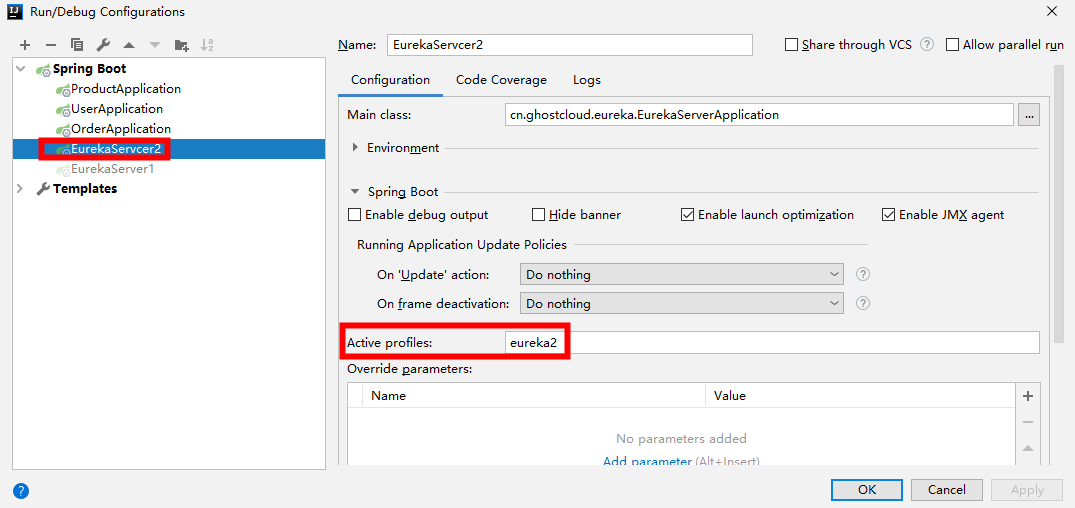 Run/Debug Configurations
Name: EurekaServcer2
Share through VCS ? Allow parallel run
Spring Boot
ProductApplication
UserApplication
OrderApplication
EurekaServcer2
EurekaServer1
Templates
Configuration Code Coverage Logs
Main class: cn.ghostcloud.eureka.EurekaServerApplication ...
Environment
Spring Boot
Enable debug output Hide banner Enable launch optimization Enable JMX agent
Running Application Update Policies
On 'Update' action: Do nothing ?
On frame deactivation: Do nothing ?
Active profiles: eureka2
Override parameters:
Name Value
No parameters added
Add parameter (Alt+Insert)
? OK Cancel Apply